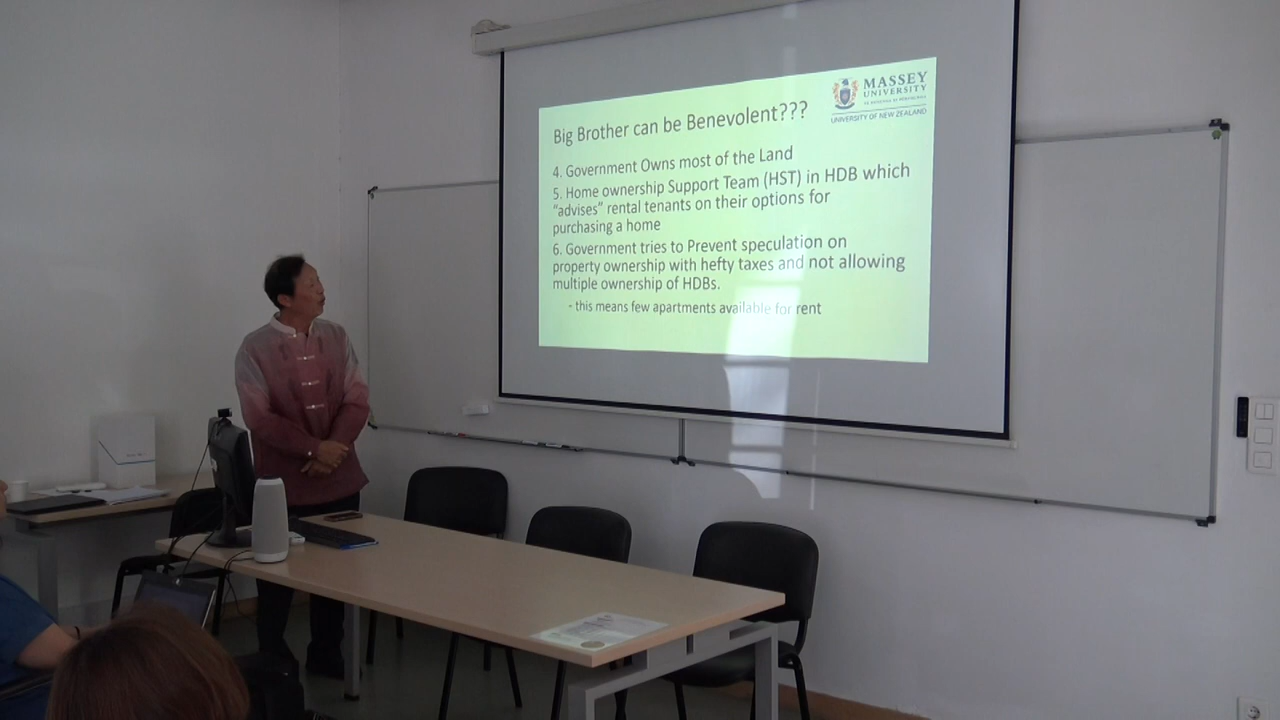 MASSEY
UNIVERSITY
UNIVERSITY OF NEW ZEALAND
Big Brother can be Benevolent???
4. Government Owns most of the Land
5. Home ownership Support Team (HST) in HDB which
“advises” rental tenants on their options for
purchasing a home
6. Government tries to Prevent speculation on
property ownership with hefty taxes and not allowing
multiple ownership of HDBs.
- this means few apartments available for rent